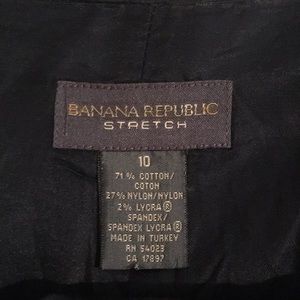 BANANA REPUBLIC
STRETCH
10
71% COTTON/
COTON
27% NYLON/NYLON
2% LYCRA®
SPANDEX/
SPANDEX LYCRA®
MADE IN TURKEY
RN 54023
CA 17897